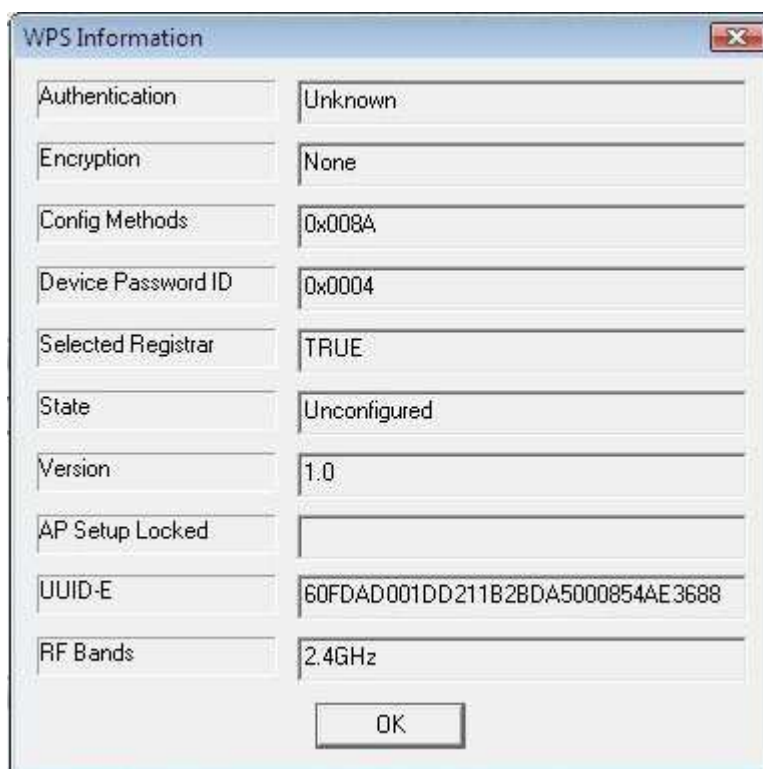 WPS Information
Authentication Unknown
Encryption None
Config Methods 0x008A
Device Password ID 0x0004
Selected Registrar TRUE
State Unconfigured
Version 1.0
AP Setup Locked
UUID-E 60FDAD001DD211B2BDA5000854AE3688
RF Bands 2.4GHz
OK